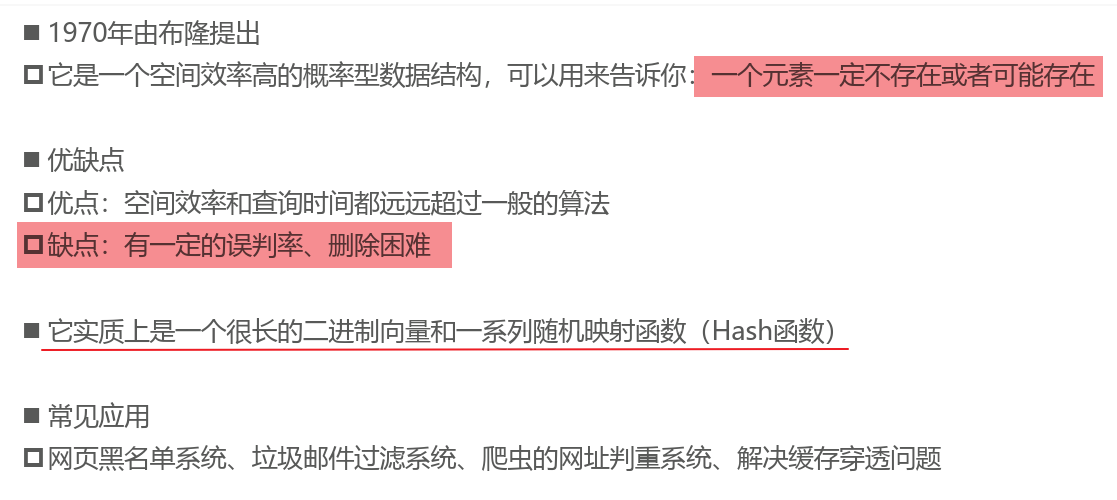 1970年由布隆提出
它是一个空间效率高的概率型数据结构，可以用来告诉你：一个元素一定不存在或者可能存在
优缺点
优点：空间效率和查询时间都远远超过一般的算法
缺点：有一定的误判率、删除困难
它实质上是一个很长的二进制向量和一系列随机映射函数（Hash函数）
常见应用
网页黑名单系统、垃圾邮件过滤系统、爬虫的网址判重系统、解决缓存穿透问题